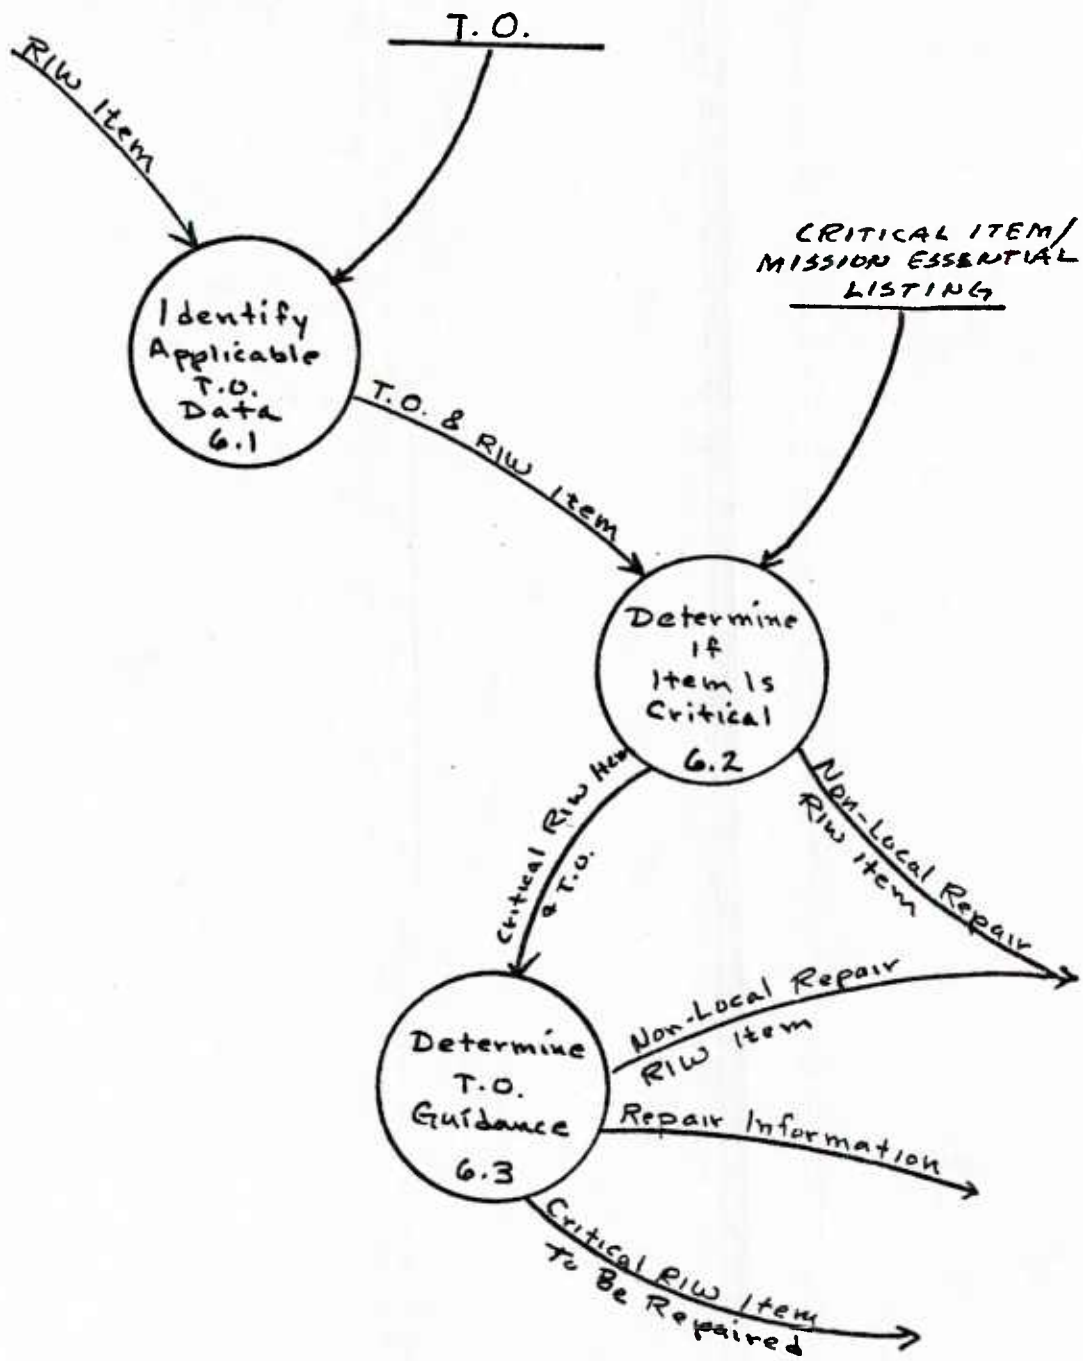 T.O.
RIW Item
CRITICAL ITEM/
MISSION ESSENTIAL
LISTING
Identify
Applicable
T.O.
Data
6.1
T.O. & RIW Item
Determine
If
Item Is
Critical
6.2
Critical RIW Item
& T.O.
Non-Local Repair
RIW Item
Non-Local Repair
RIW Item
Determine
T.O.
Guidance
6.3
Repair Information
Critical RIW Item
To Be Repaired